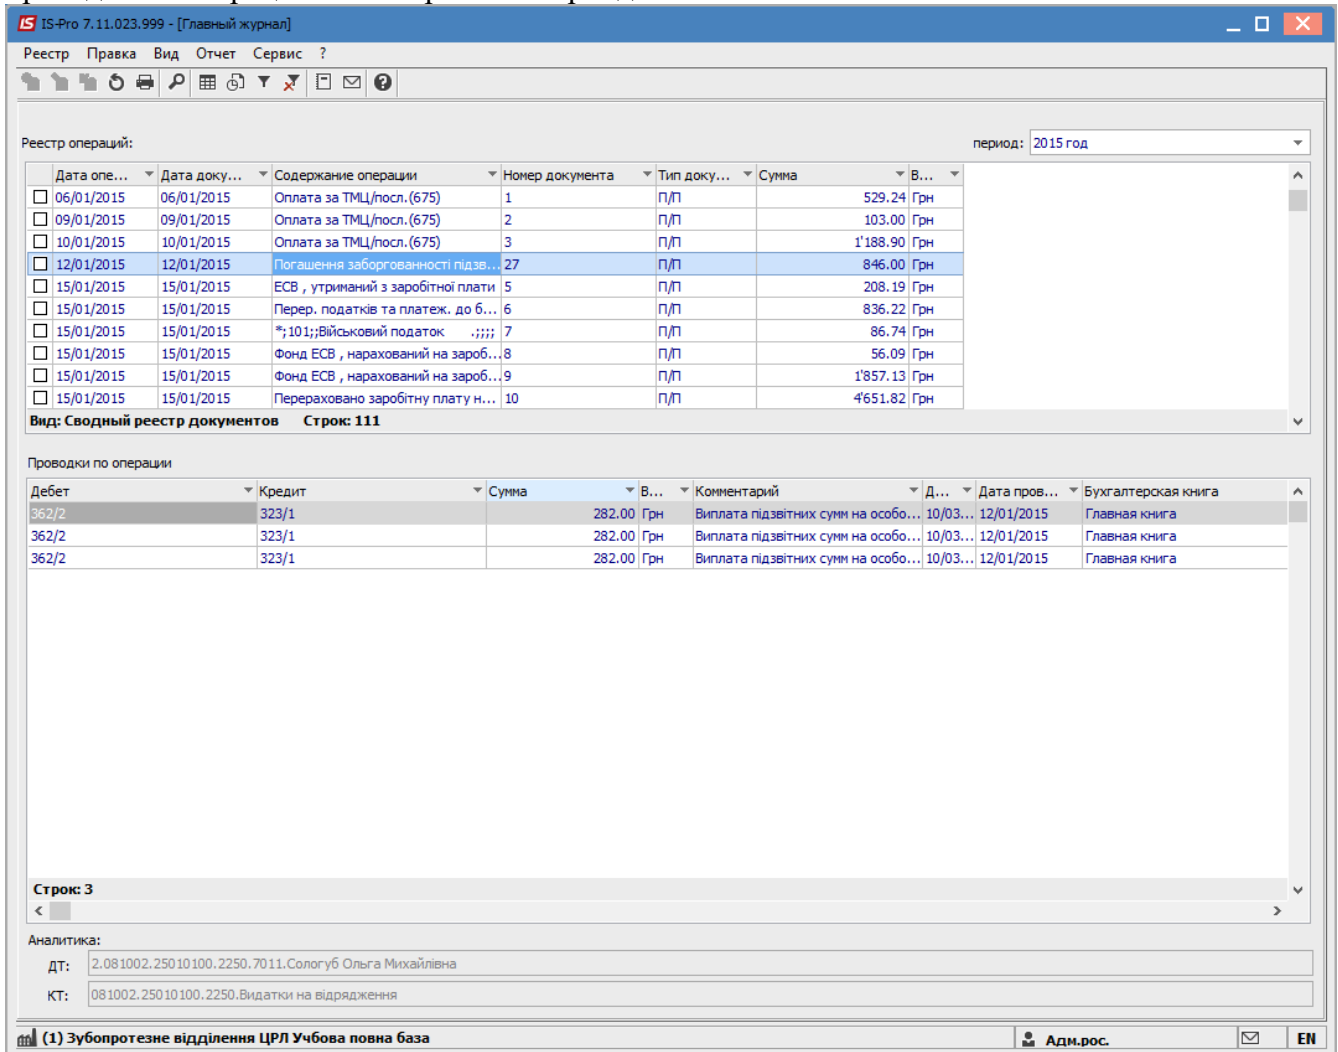 IS-Pro 7.11.023.999 - [Главный журнал]
Реестр Правка Вид Отчет Сервис ?
Реестр операций: период: 2015 год
Дата опе... Дата доку... Содержание операции Номер документа Тип доку... Сумма В...
06/01/2015 06/01/2015 Оплата за ТМЦ/посл.(675) 1 П/П 529.24 Грн
09/01/2015 09/01/2015 Оплата за ТМЦ/посл.(675) 2 П/П 103.00 Грн
10/01/2015 10/01/2015 Оплата за ТМЦ/посл.(675) 3 П/П 1'188.90 Грн
12/01/2015 12/01/2015 Погашення заборгованності підзв... 27 П/П 846.00 Грн
15/01/2015 15/01/2015 ЕСВ , утриманий з заробітної плати 5 П/П 208.19 Грн
15/01/2015 15/01/2015 Перер. податків та платеж. до б... 6 П/П 836.22 Грн
15/01/2015 15/01/2015 *;101;;Військовий податок .;;;; 7 П/П 86.74 Грн
15/01/2015 15/01/2015 Фонд ЕСВ , нарахований на зароб... 8 П/П 56.09 Грн
15/01/2015 15/01/2015 Фонд ЕСВ , нарахований на зароб... 9 П/П 1'857.13 Грн
15/01/2015 15/01/2015 Перераховано заробітну плату н... 10 П/П 4'651.82 Грн
Вид: Сводный реестр документов Строк: 111
Проводки по операции
Дебет Кредит Сумма В... Комментарий Д... Дата пров... Бухгалтерская книга
362/2 323/1 282.00 Грн Виплата підзвітних сумм на особо... 10/03... 12/01/2015 Главная книга
362/2 323/1 282.00 Грн Виплата підзвітних сумм на особо... 10/03... 12/01/2015 Главная книга
362/2 323/1 282.00 Грн Виплата підзвітних сумм на особо... 10/03... 12/01/2015 Главная книга
Строк: 3
Аналитика:
ДТ: 2.081002.25010100.2250.7011.Сологуб Ольга Михайлівна
КТ: 081002.25010100.2250.Видатки на відрядження
(1) Зубопротезне відділення ЦРЛ Учбова повна база Адм.рос. EN